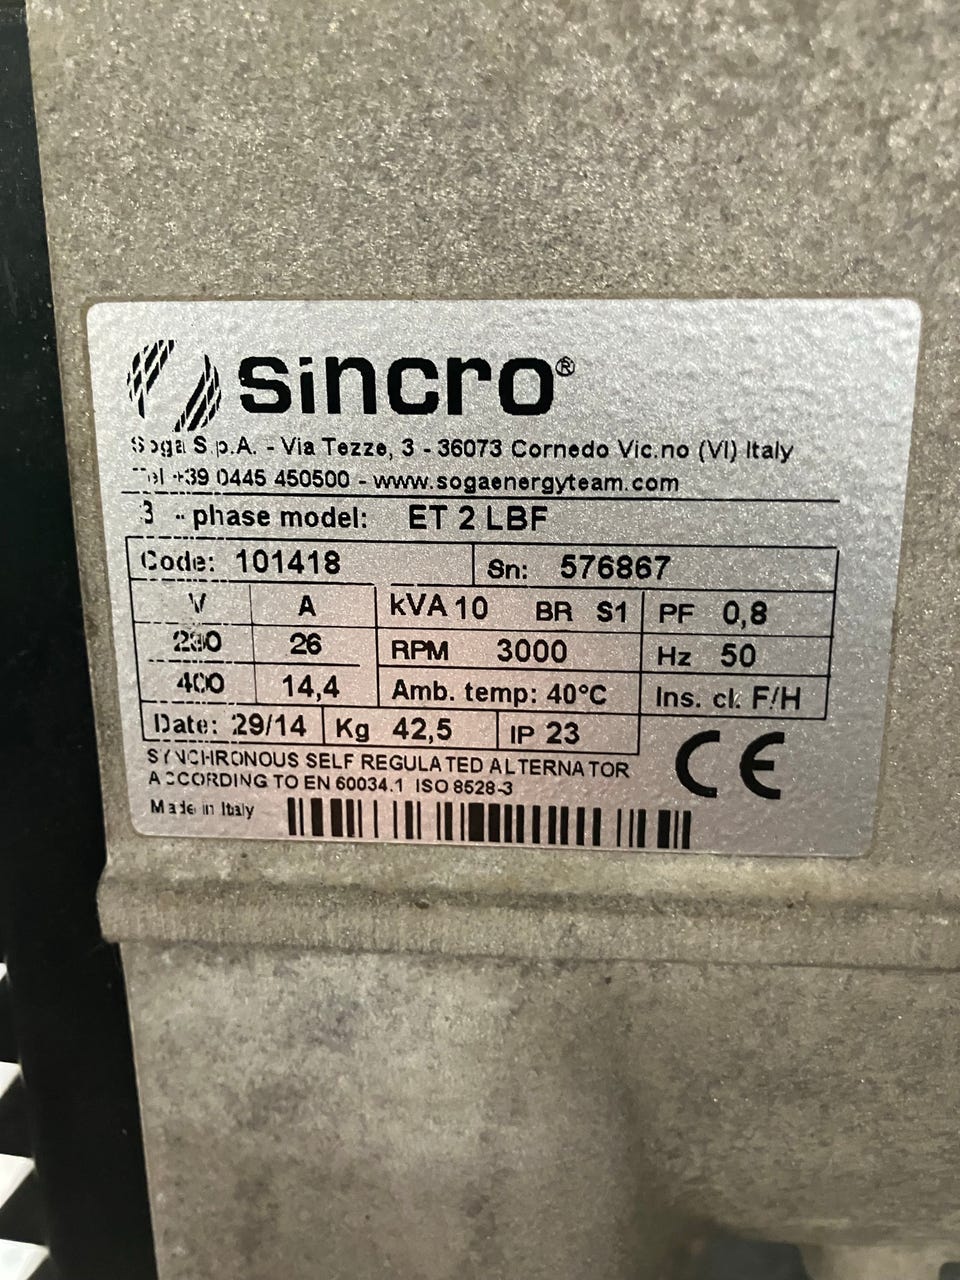 sincro®
Soga S.p.A. - Via Tezze, 3 - 36073 Cornedo Vic.no (VI) Italy
Tel +39 0445 450500 - www.sogaenergyteam.com
3 - phase model: ET 2 LBF
Code: 101418 Sn: 576867
V A kVA 10 BR S1 PF 0,8
230 26 RPM 3000 Hz 50
400 14,4 Amb. temp: 40°C Ins. cl. F/H
Date: 29/14 Kg 42,5 IP 23
SYNCHRONOUS SELF REGULATED ALTERNATOR
ACCORDING TO EN 60034.1 ISO 8528-3
CE
Made in Italy